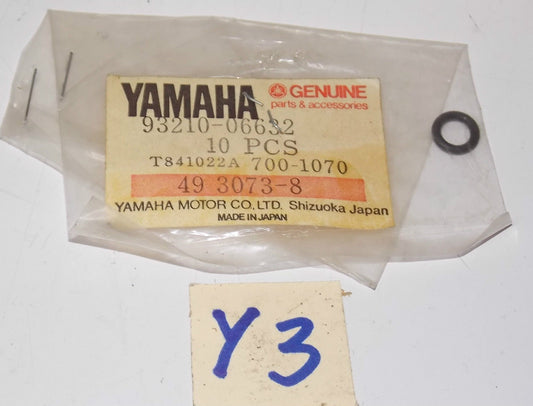 YAMAHA
GENUINE
parts & accessories
93210-06632
10 PCS
T841022A 700-1070
49 3073-8
YAMAHA MOTOR CO., LTD. Shizuoka Japan
MADE IN JAPAN
Y3